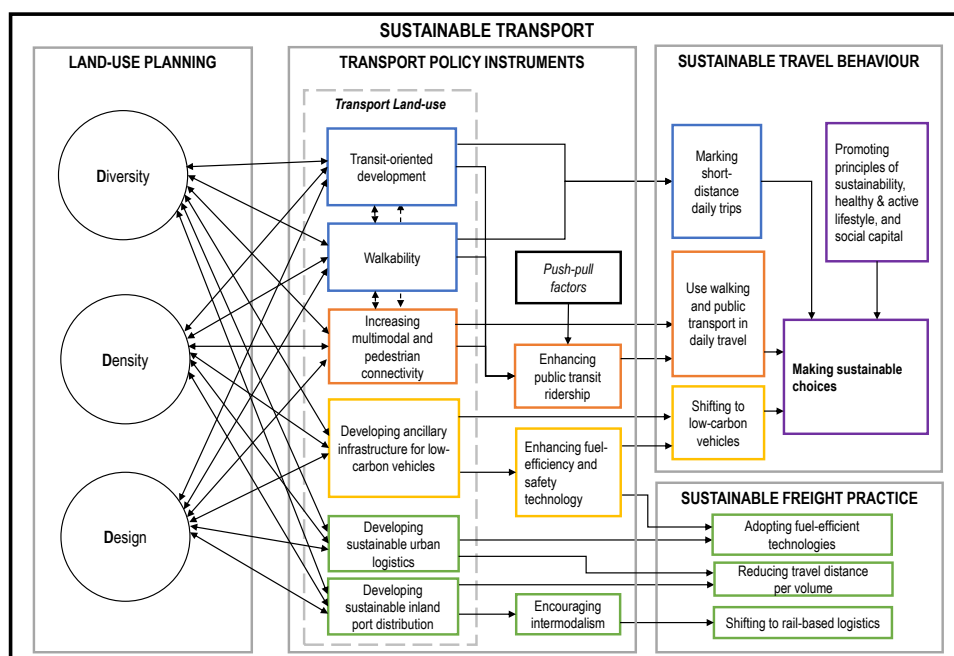 SUSTAINABLE TRANSPORT
LAND-USE PLANNING
Diversity
Density
Design
TRANSPORT POLICY INSTRUMENTS
Transport Land-use
Transit-oriented
development
Walkability
Increasing
multimodal and
pedestrian
connectivity
Developing ancillary
infrastructure for low-
carbon vehicles
Developing
sustainable urban
logistics
Developing
sustainable inland
port distribution
Push-pull
factors
Enhancing
public transit
ridership
Enhancing fuel-
efficiency and
safety
technology
Encouraging
intermodalism
SUSTAINABLE TRAVEL BEHAVIOUR
Marking
short-
distance
daily trips
Promoting
principles of
sustainability,
healthy & active
lifestyle, and
social capital
Use walking
and public
transport in
daily travel
Making sustainable
choices
Shifting to
low-carbon
vehicles
SUSTAINABLE FREIGHT PRACTICE
Adopting fuel-efficient
technologies
Reducing travel distance
per volume
Shifting to rail-based logistics